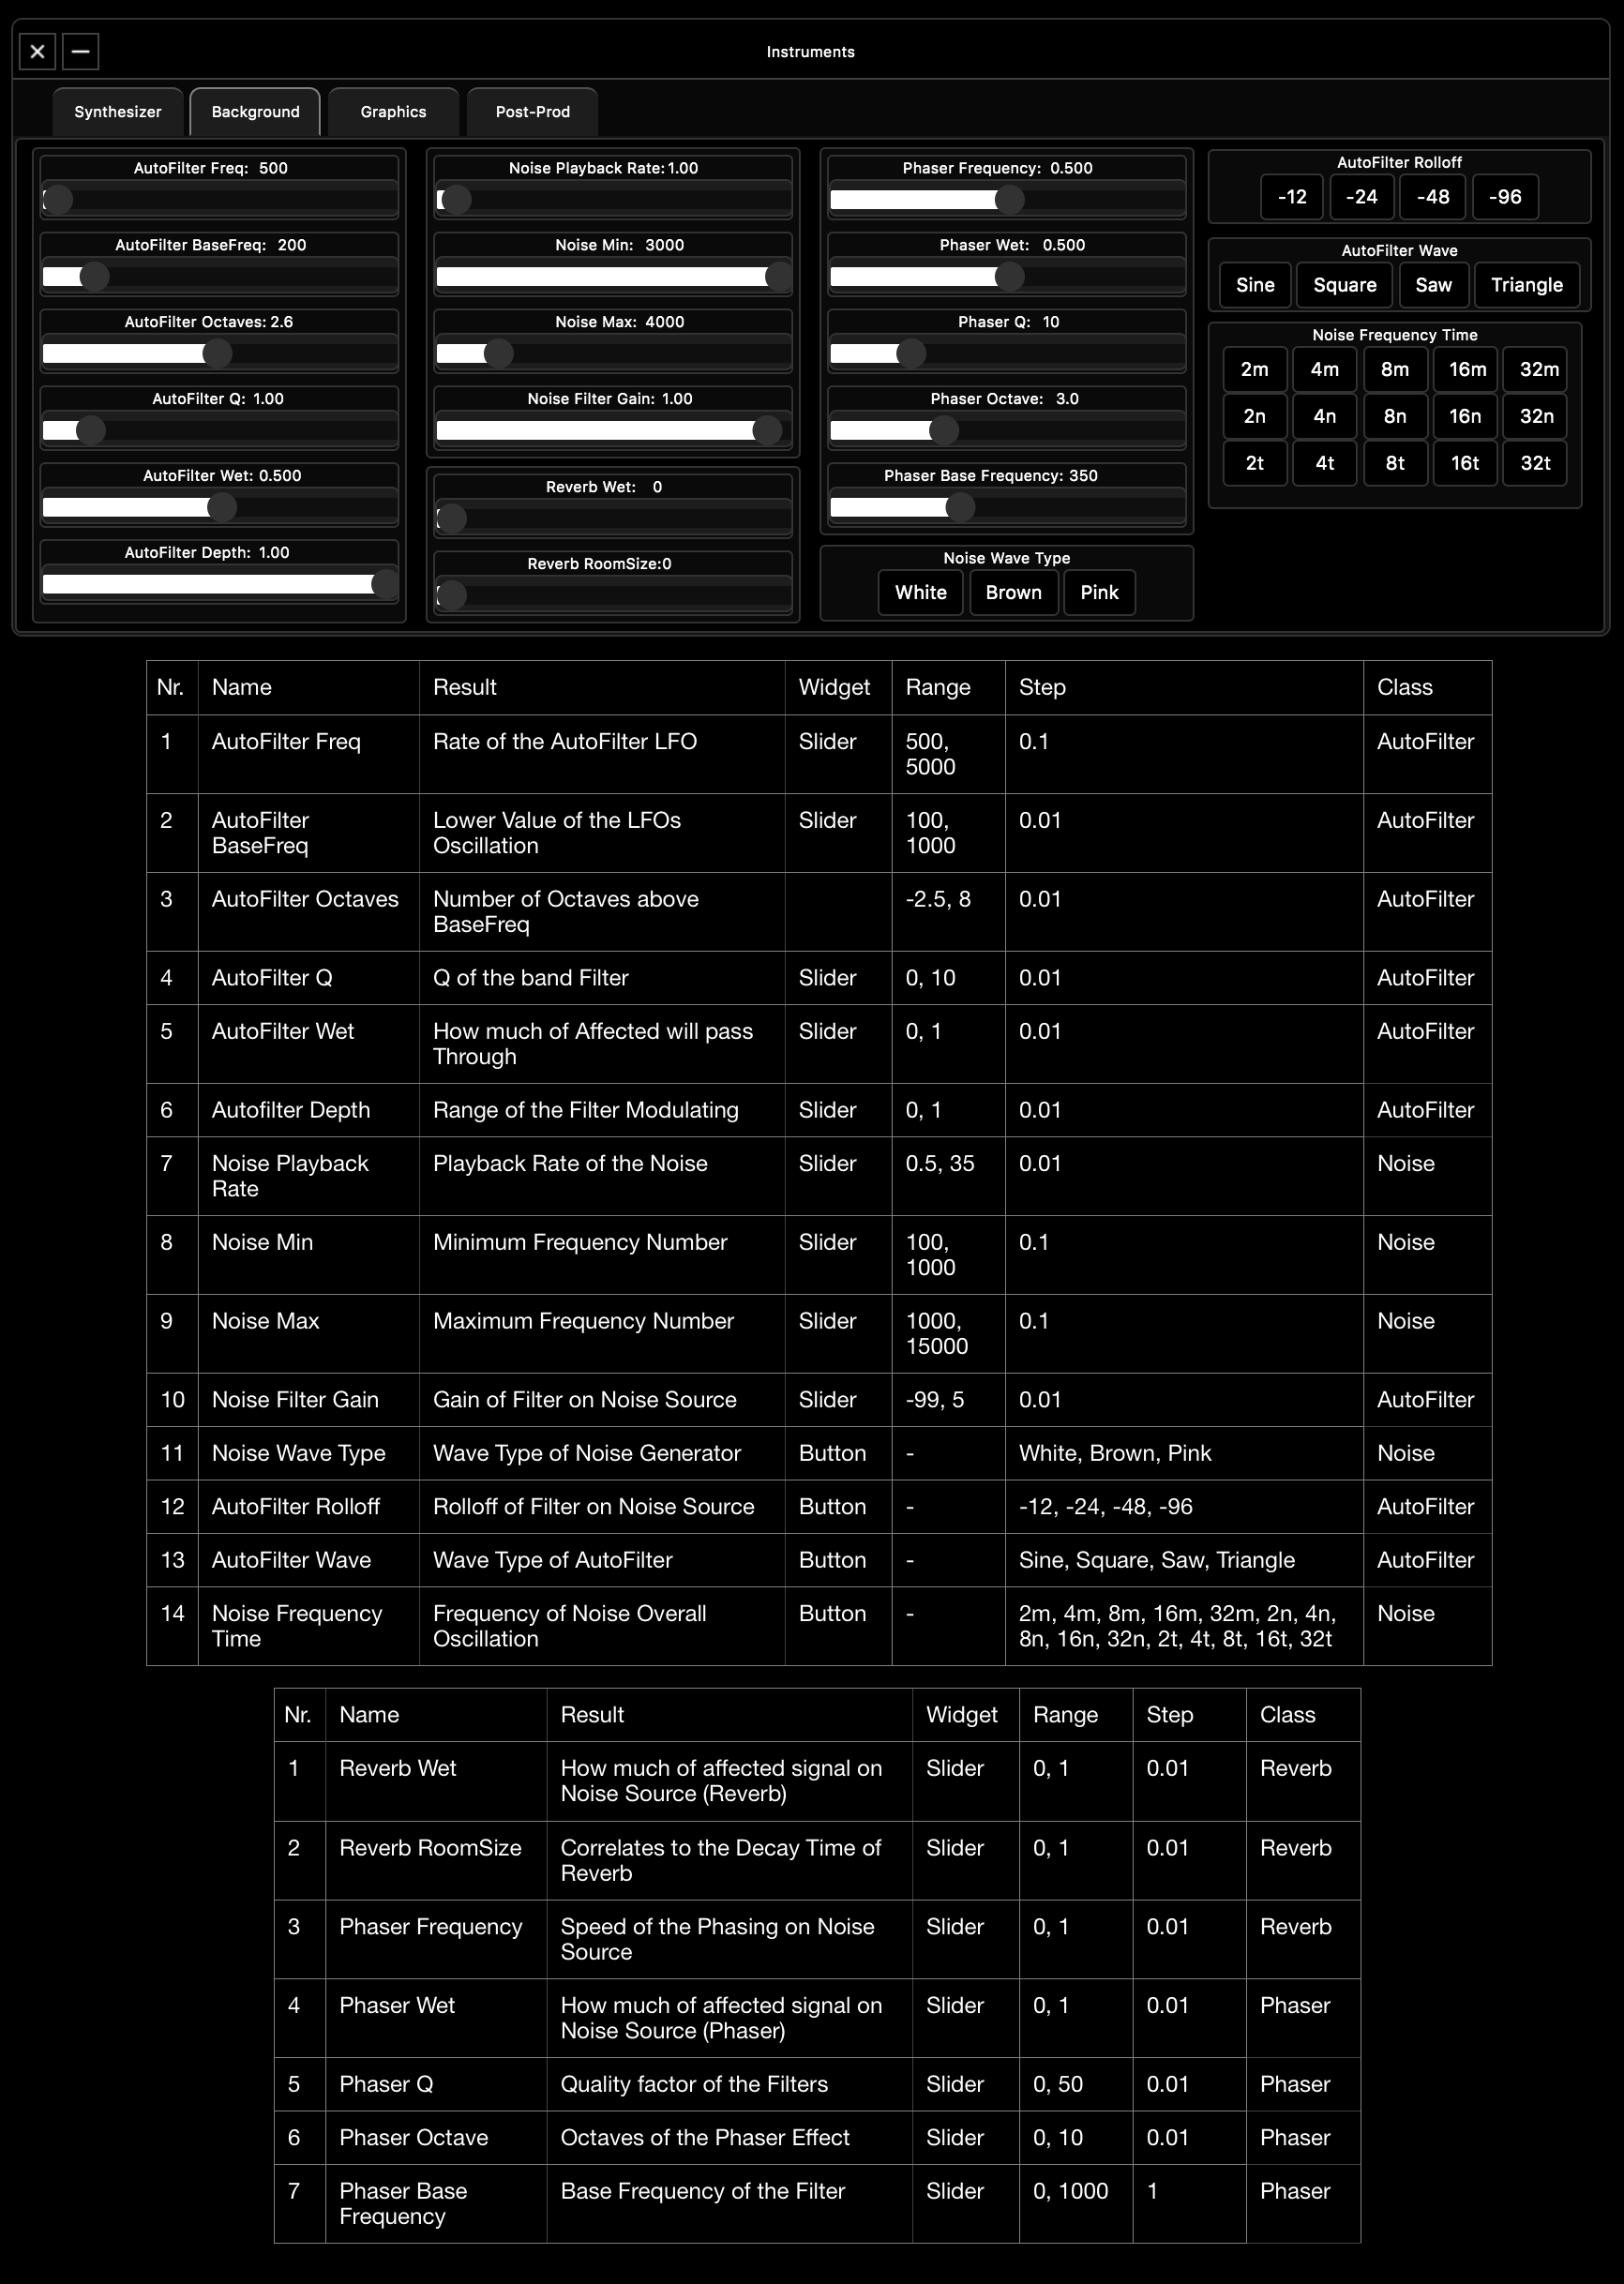 Instruments
Synthesizer Background Graphics Post-Prod
AutoFilter Freq: 500
AutoFilter BaseFreq: 200
AutoFilter Octaves: 2.6
AutoFilter Q: 1.00
AutoFilter Wet: 0.500
AutoFilter Depth: 1.00
Noise Playback Rate: 1.00
Noise Min: 3000
Noise Max: 4000
Noise Filter Gain: 1.00
Reverb Wet: 0
Reverb RoomSize:0
Phaser Frequency: 0.500
Phaser Wet: 0.500
Phaser Q: 10
Phaser Octave: 3.0
Phaser Base Frequency: 350
Noise Wave Type
White Brown Pink
AutoFilter Rolloff
-12 -24 -48 -96
AutoFilter Wave
Sine Square Saw Triangle
Noise Frequency Time
2m 4m 8m 16m 32m
2n 4n 8n 16n 32n
2t 4t 8t 16t 32t
Nr. Name Result Widget Range Step Class
1 AutoFilter Freq Rate of the AutoFilter LFO Slider 500, 0.1 AutoFilter
5000
2 AutoFilter Lower Value of the LFOs Slider 100, 0.01 AutoFilter
BaseFreq Oscillation 1000
3 AutoFilter Octaves Number of Octaves above -2.5, 8 0.01 AutoFilter
BaseFreq
4 AutoFilter Q Q of the band Filter Slider 0, 10 0.01 AutoFilter
5 AutoFilter Wet How much of Affected will pass Slider 0, 1 0.01 AutoFilter
Through
6 Autofilter Depth Range of the Filter Modulating Slider 0, 1 0.01 AutoFilter
7 Noise Playback Playback Rate of the Noise Slider 0.5, 35 0.01 Noise
Rate
8 Noise Min Minimum Frequency Number Slider 100, 0.1 Noise
1000
9 Noise Max Maximum Frequency Number Slider 1000, 0.1 Noise
15000
10 Noise Filter Gain Gain of Filter on Noise Source Slider -99, 5 0.01 AutoFilter
11 Noise Wave Type Wave Type of Noise Generator Button - White, Brown, Pink Noise
12 AutoFilter Rolloff Rolloff of Filter on Noise Source Button - -12, -24, -48, -96 AutoFilter
13 AutoFilter Wave Wave Type of AutoFilter Button - Sine, Square, Saw, Triangle AutoFilter
14 Noise Frequency Frequency of Noise Overall Button - 2m, 4m, 8m, 16m, 32m, 2n, 4n, Noise
Time Oscillation 8n, 16n, 32n, 2t, 4t, 8t, 16t, 32t
Nr. Name Result Widget Range Step Class
1 Reverb Wet How much of affected signal on Slider 0, 1 0.01 Reverb
Noise Source (Reverb)
2 Reverb RoomSize Correlates to the Decay Time of Slider 0, 1 0.01 Reverb
Reverb
3 Phaser Frequency Speed of the Phasing on Noise Slider 0, 1 0.01 Reverb
Source
4 Phaser Wet How much of affected signal on Slider 0, 1 0.01 Phaser
Noise Source (Phaser)
5 Phaser Q Quality factor of the Filters Slider 0, 50 0.01 Phaser
6 Phaser Octave Octaves of the Phaser Effect Slider 0, 10 0.01 Phaser
7 Phaser Base Base Frequency of the Filter Slider 0, 1000 1 Phaser
Frequency